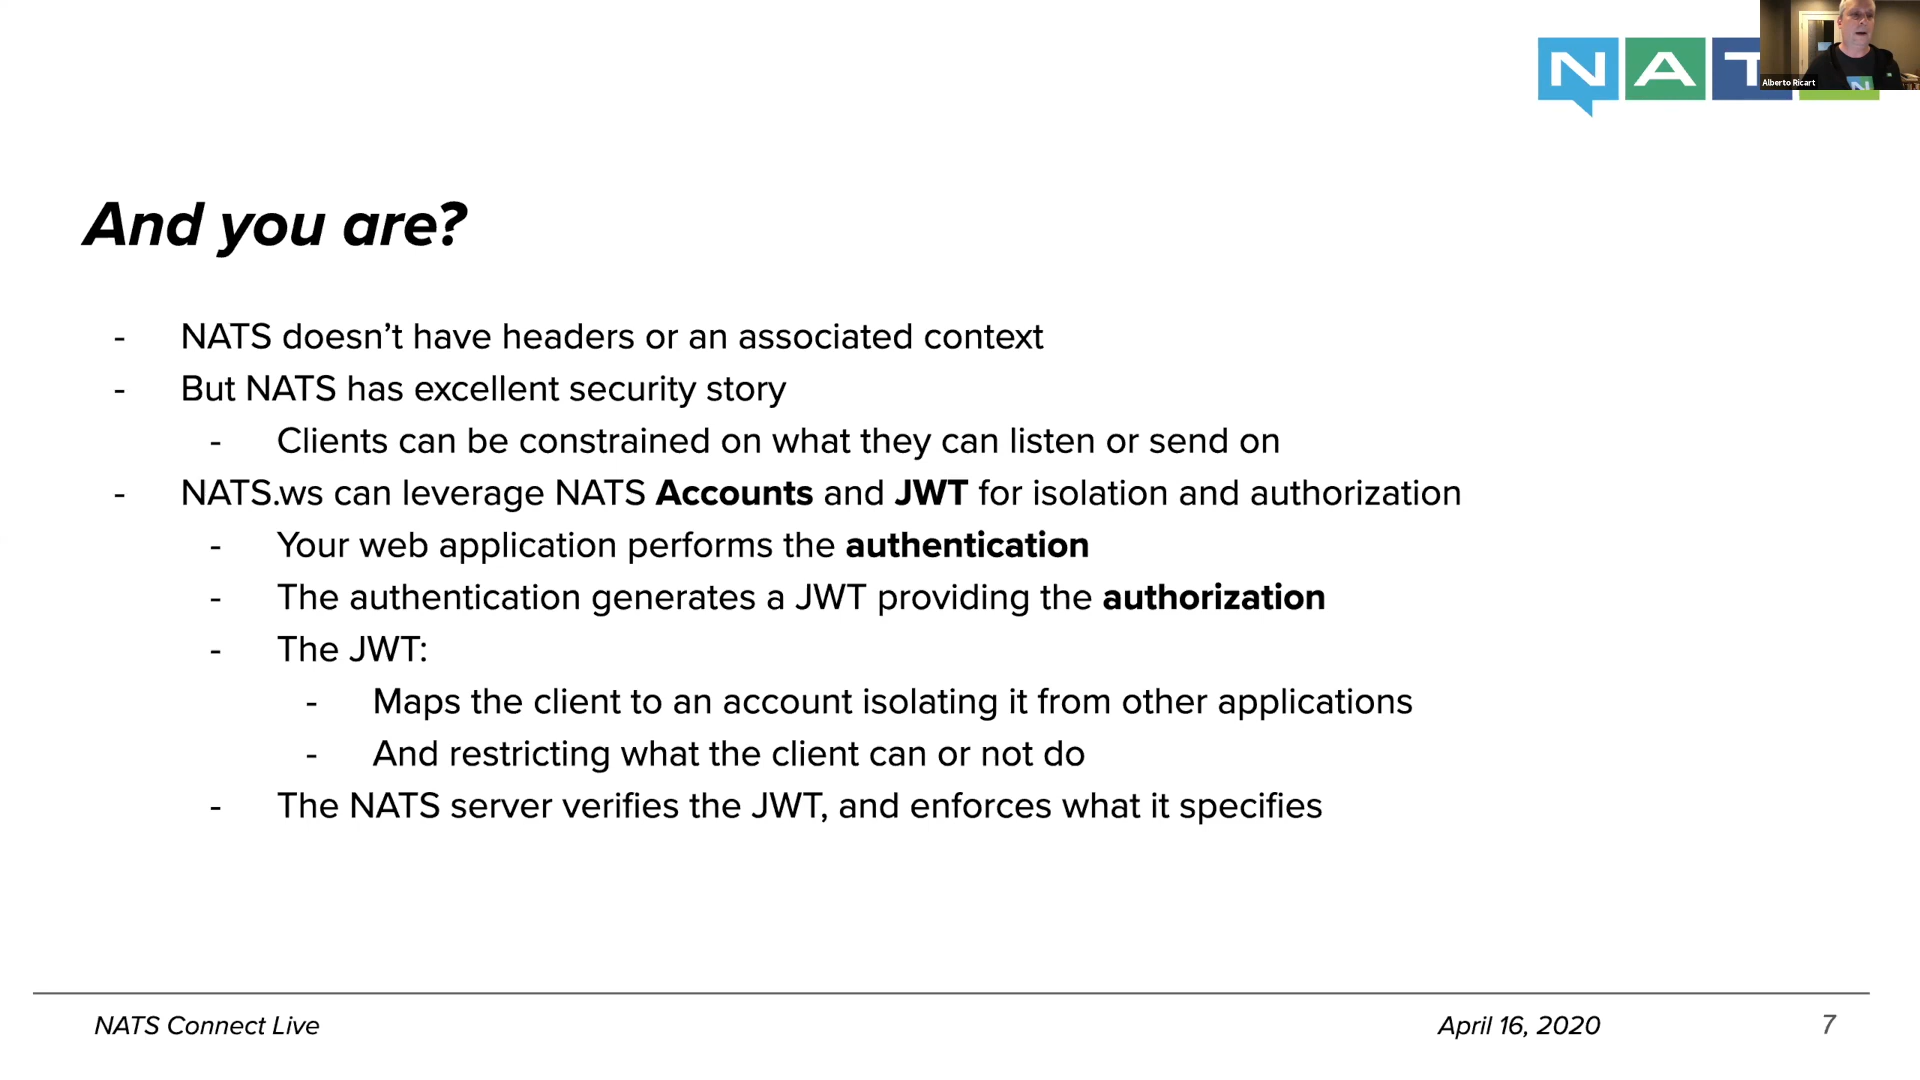 NAT
Alberto Ricart
And you are?
- NATS doesn’t have headers or an associated context
- But NATS has excellent security story
- Clients can be constrained on what they can listen or send on
- NATS.ws can leverage NATS Accounts and JWT for isolation and authorization
- Your web application performs the authentication
- The authentication generates a JWT providing the authorization
- The JWT:
- Maps the client to an account isolating it from other applications
- And restricting what the client can or not do
- The NATS server verifies the JWT, and enforces what it specifies
NATS Connect Live
April 16, 2020
7